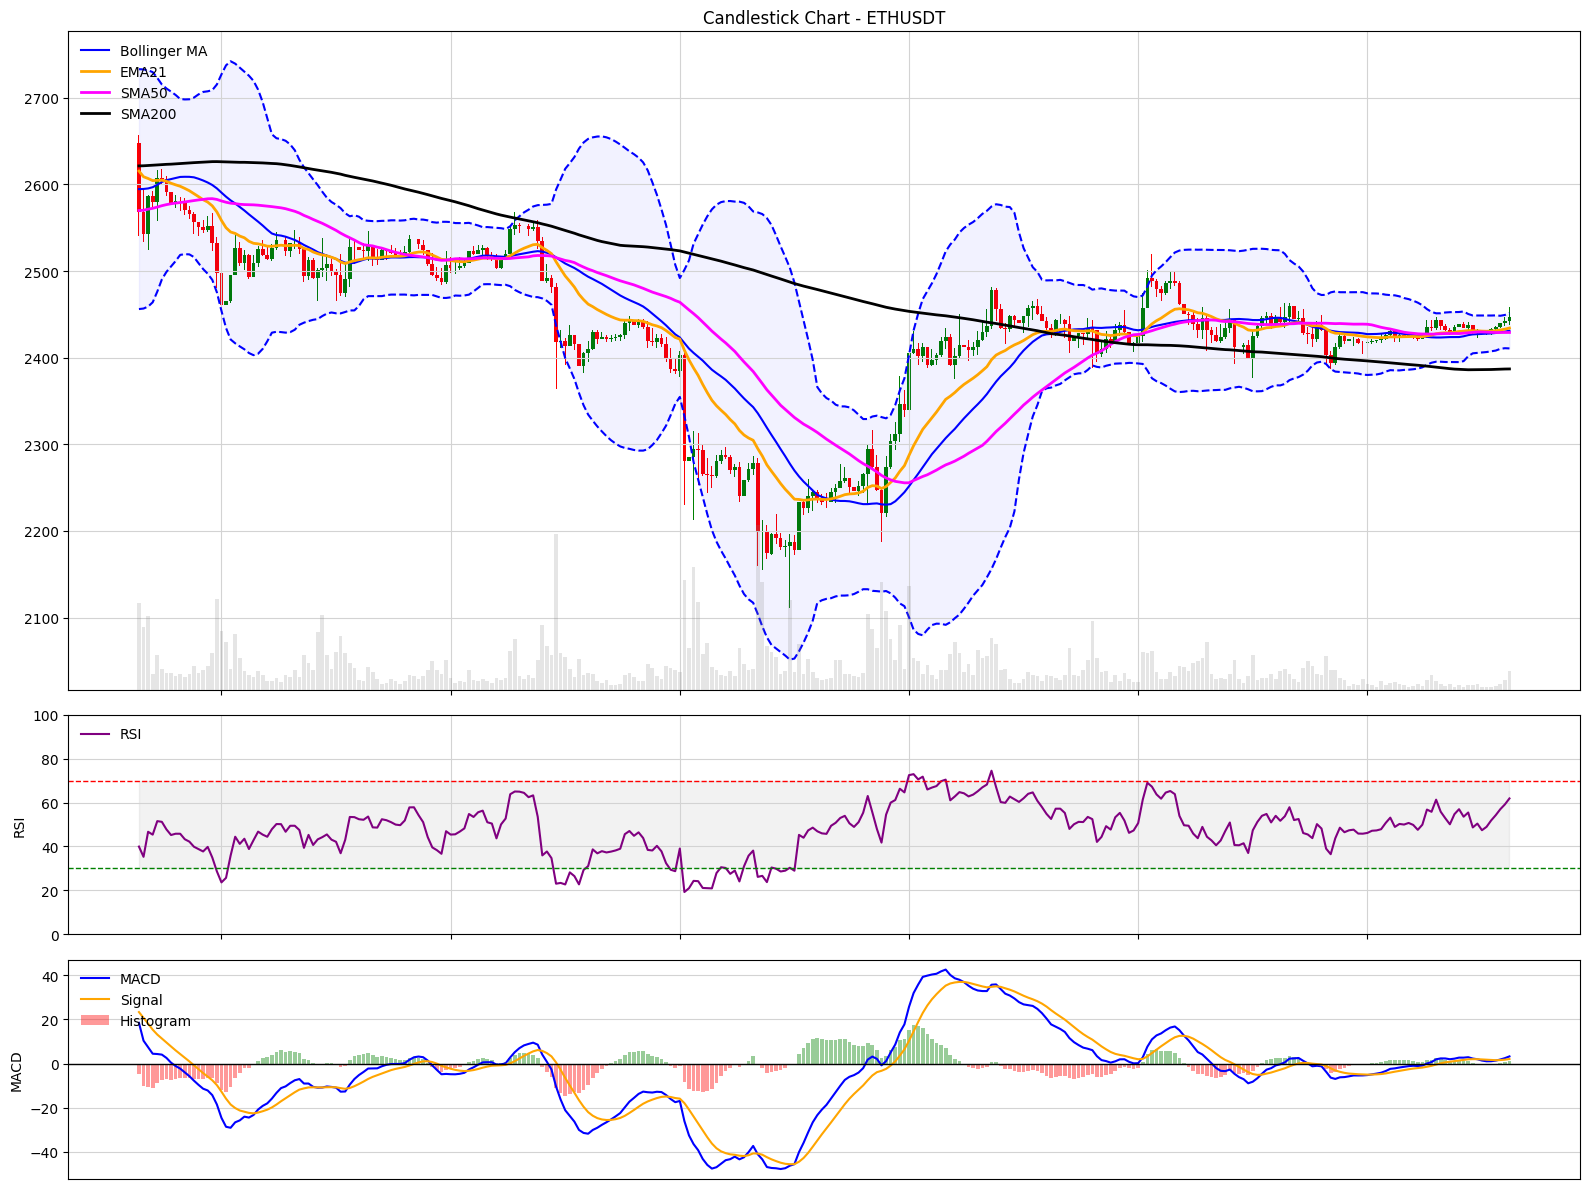 Candlestick Chart - ETHUSDT
Bollinger MA
EMA21
SMA50
SMA200
2700
2600
2500
2400
2300
2200
2100
RSI
100
80
60
40
20
0
RSI
MACD
Signal
Histogram
40
20
0
−20
−40
MACD